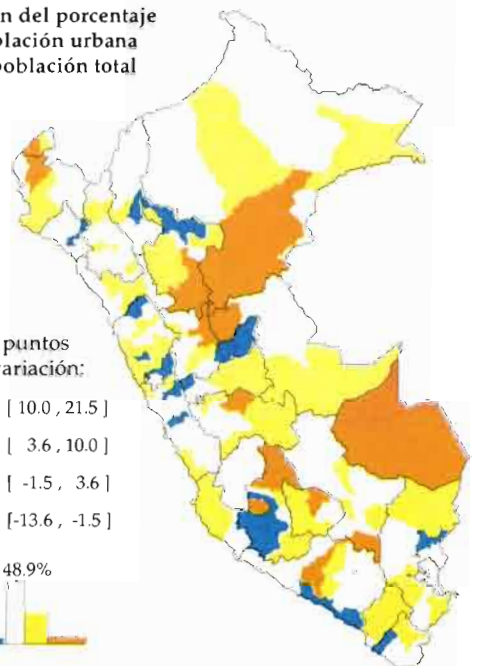 n del porcentaje
blación urbana
población total
puntos
variación:
[ 10.0 , 21.5 ]
[ 3.6 , 10.0 ]
[ -1.5 , 3.6 ]
[-13.6 , -1.5 ]
48.9%